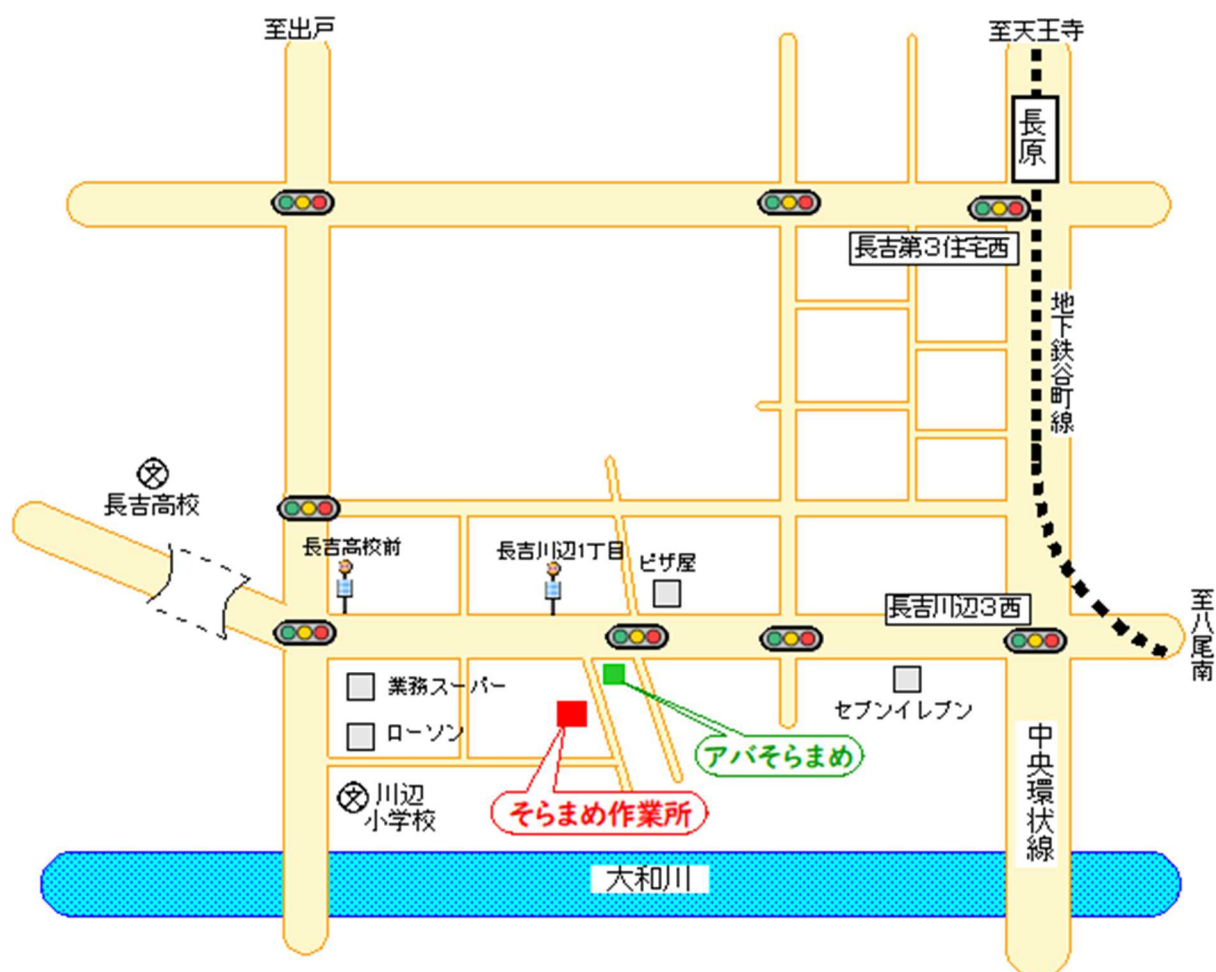 至出戸
至天王寺
長原
長吉第3住宅西
地下鉄谷町線
長吉高校
長吉高校前
長吉川辺1丁目
ピザ屋
長吉川辺3西
至八尾南
業務スーパー
ローソン
セブンイレブン
アバそらまめ
そらまめ作業所
川辺
小学校
中央環状線
大和川